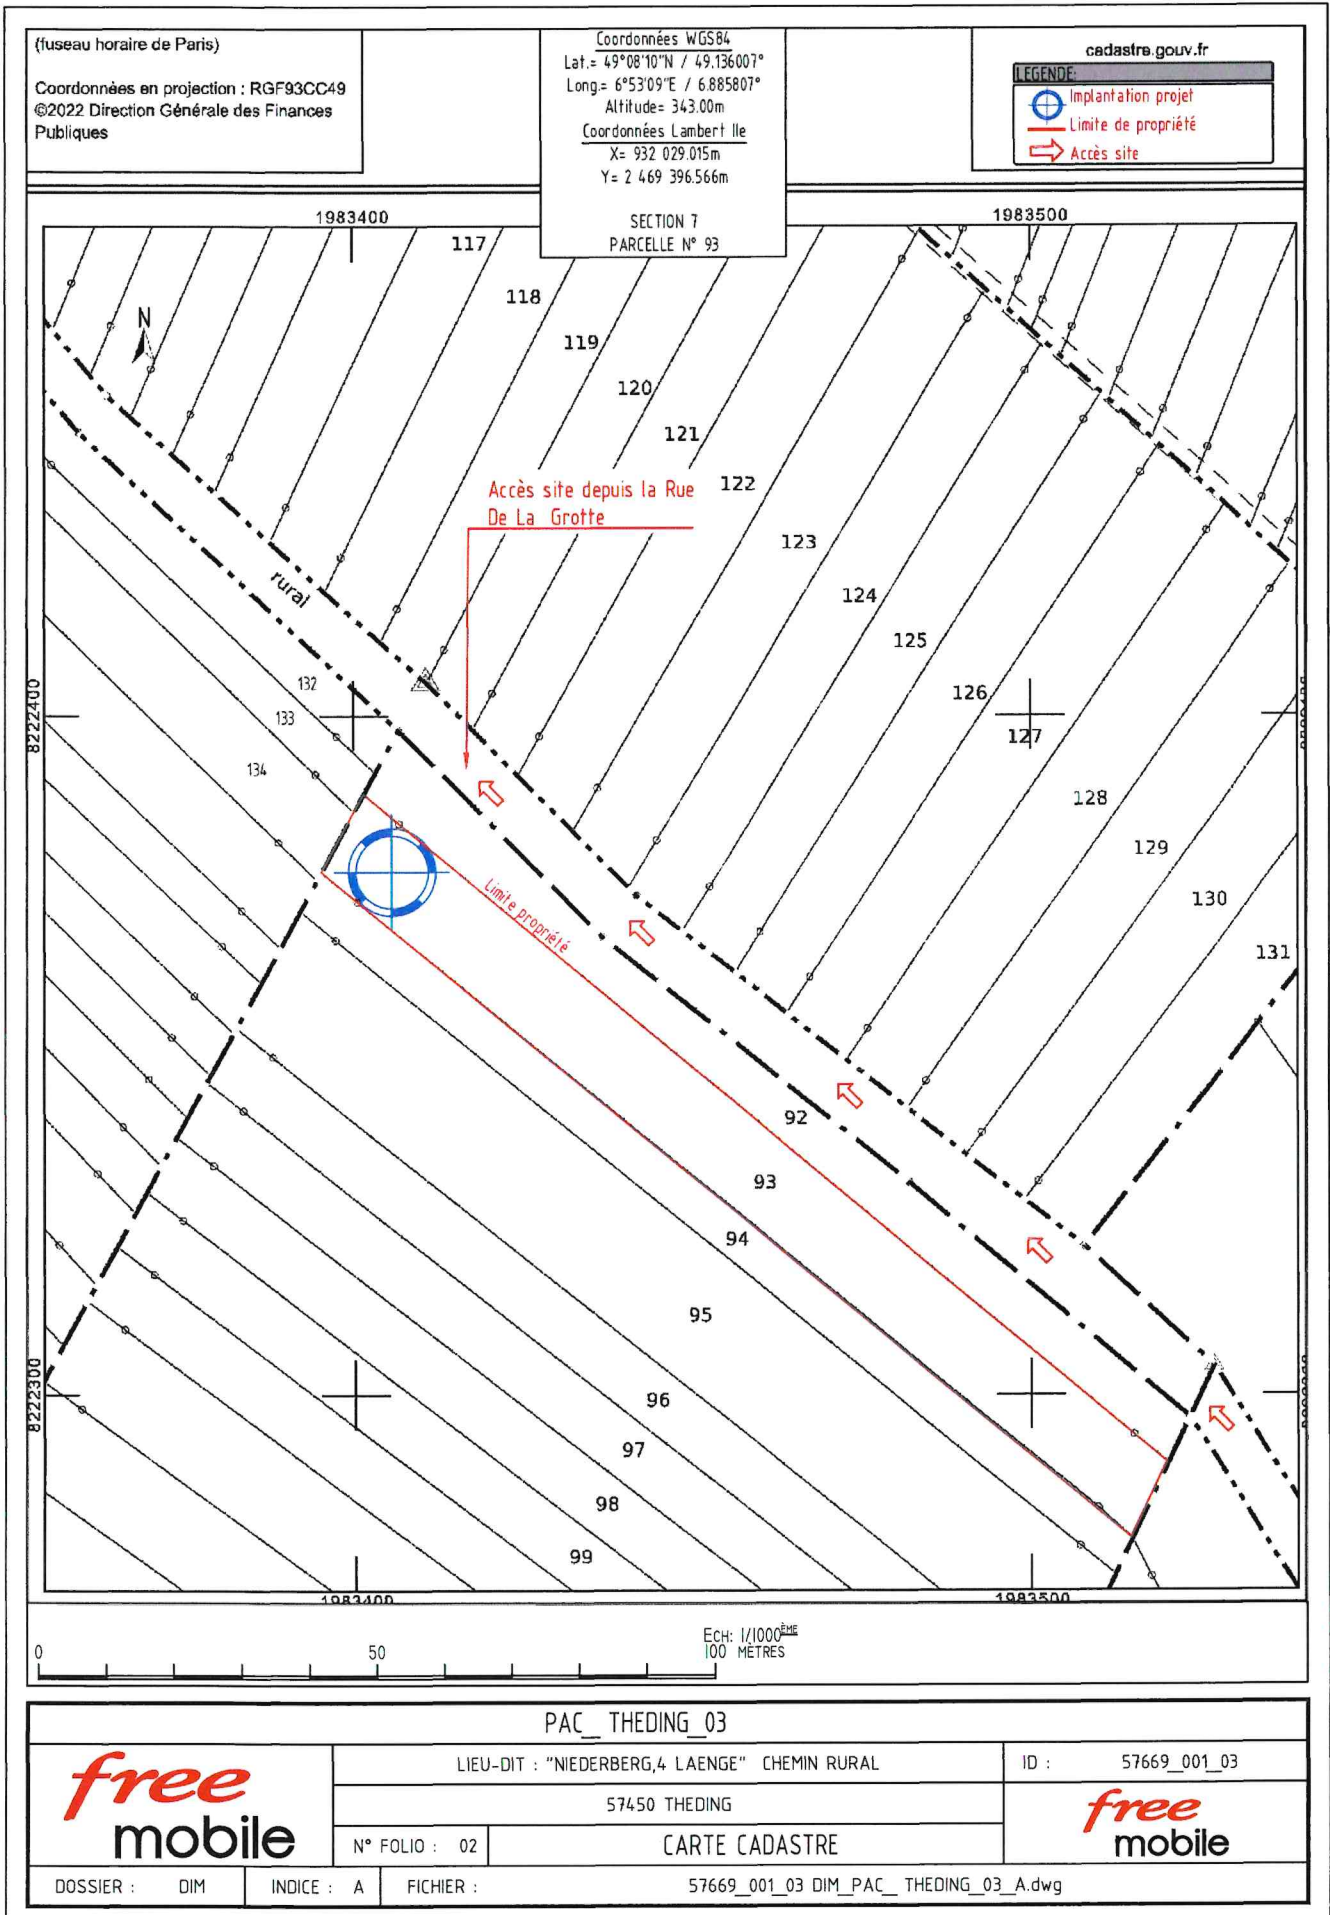 (fuseau horaire de Paris)
Coordonnées en projection : RGF93CC49
©2022 Direction Générale des Finances
Publiques
Coordonnées WGS84
Lat.= 49°08'10"N / 49.136007°
Long.= 6°53'09"E / 6.885807°
Altitude= 343.00m
Coordonnées Lambert IIe
X= 932 029.015m
Y= 2 469 396.566m
SECTION 7
PARCELLE N° 93
cadastre.gouv.fr
LEGENDE:
Implantation projet
Limite de propriété
Accès site
1983400
1983500
N
117
118
119
120
121
122
123
124
125
126
127
128
129
130
131
Accès site depuis la Rue
De La Grotte
rural
132
133
134
8222400
Limite propriété
92
93
94
95
96
97
98
99
8222300
1983400
1983500
0
50
100 MÈTRES
ECH: 1/1000ÈME
PAC_ THEDING_03
free
mobile
LIEU-DIT : "NIEDERBERG,4 LAENGE" CHEMIN RURAL
ID : 57669_001_03
57450 THEDING
free
mobile
N° FOLIO : 02
CARTE CADASTRE
DOSSIER : DIM
INDICE : A
FICHIER : 57669_001_03 DIM_PAC_ THEDING_03_A.dwg